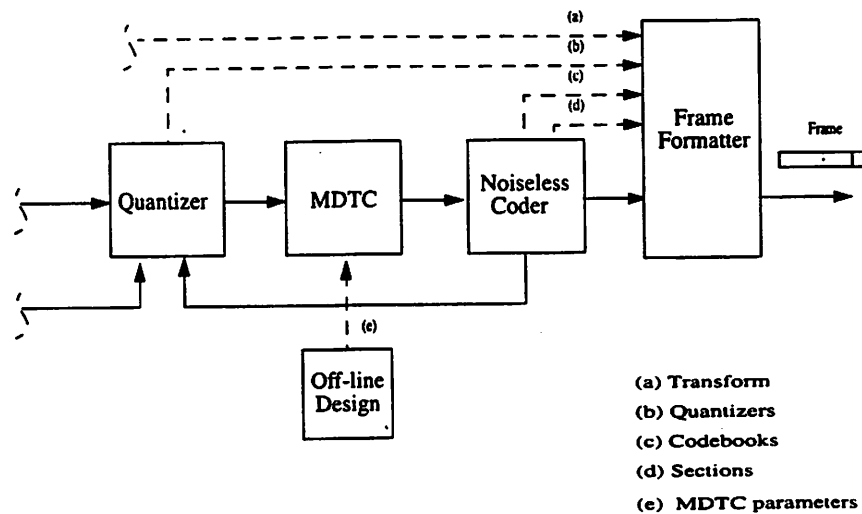 (a)
(b)
(c)
(d)
Frame
Formatter
Frame
Quantizer
MDTC
Noiseless
Coder
(e)
Off-line
Design
(a) Transform
(b) Quantizers
(c) Codebooks
(d) Sections
(e) MDTC parameters